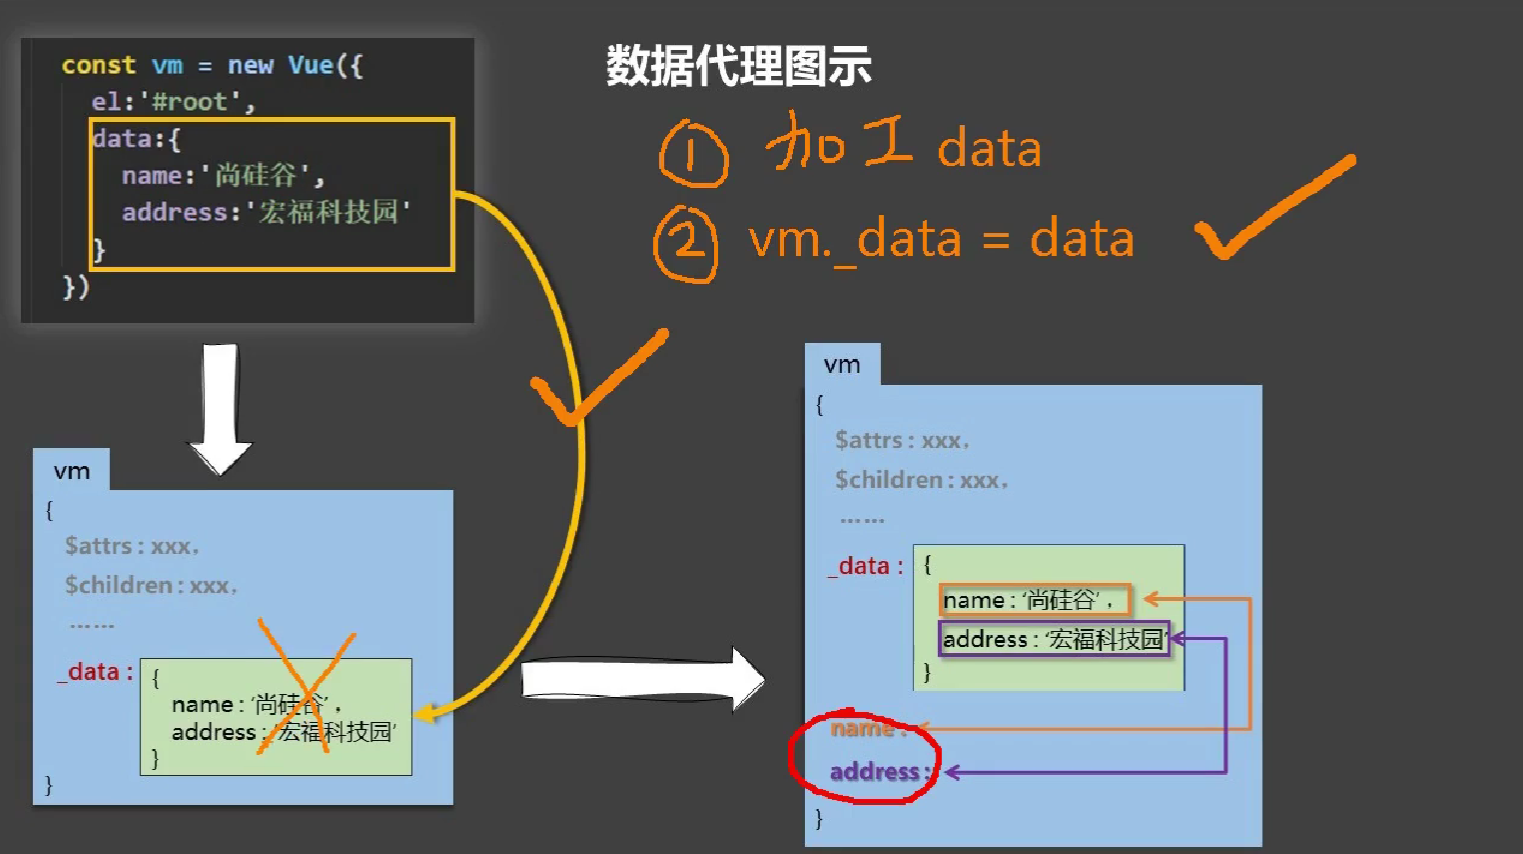 const vm = new Vue({
el:'#root',
data:{
name:'尚硅谷',
address:'宏福科技园'
}
})
数据代理图示
① 加工 data
② vm._data = data
vm
{
$attrs : xxx,
$children : xxx,
……
_data : {
name : '尚硅谷',
address : '宏福科技园'
}
}
vm
{
$attrs : xxx,
$children : xxx,
……
_data : {
name : '尚硅谷',
address : '宏福科技园'
}
name :
address :
}